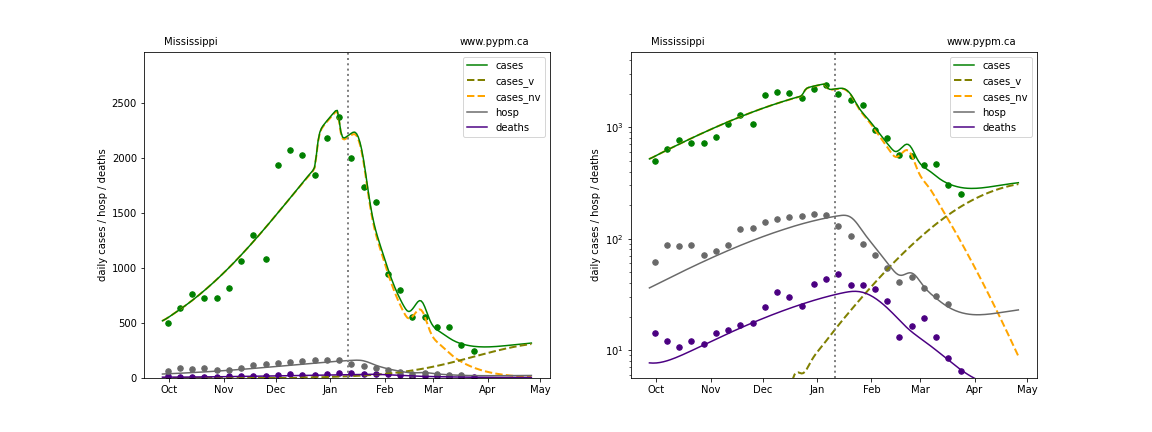 Mississippi
www.pypm.ca
daily cases / hosp / deaths
2500
2000
1500
1000
500
0
Oct
Nov
Dec
Jan
Feb
Mar
Apr
May
cases
cases_v
cases_nv
hosp
deaths
Mississippi
www.pypm.ca
daily cases / hosp / deaths
10³
10²
10¹
Oct
Nov
Dec
Jan
Feb
Mar
Apr
May
cases
cases_v
cases_nv
hosp
deaths